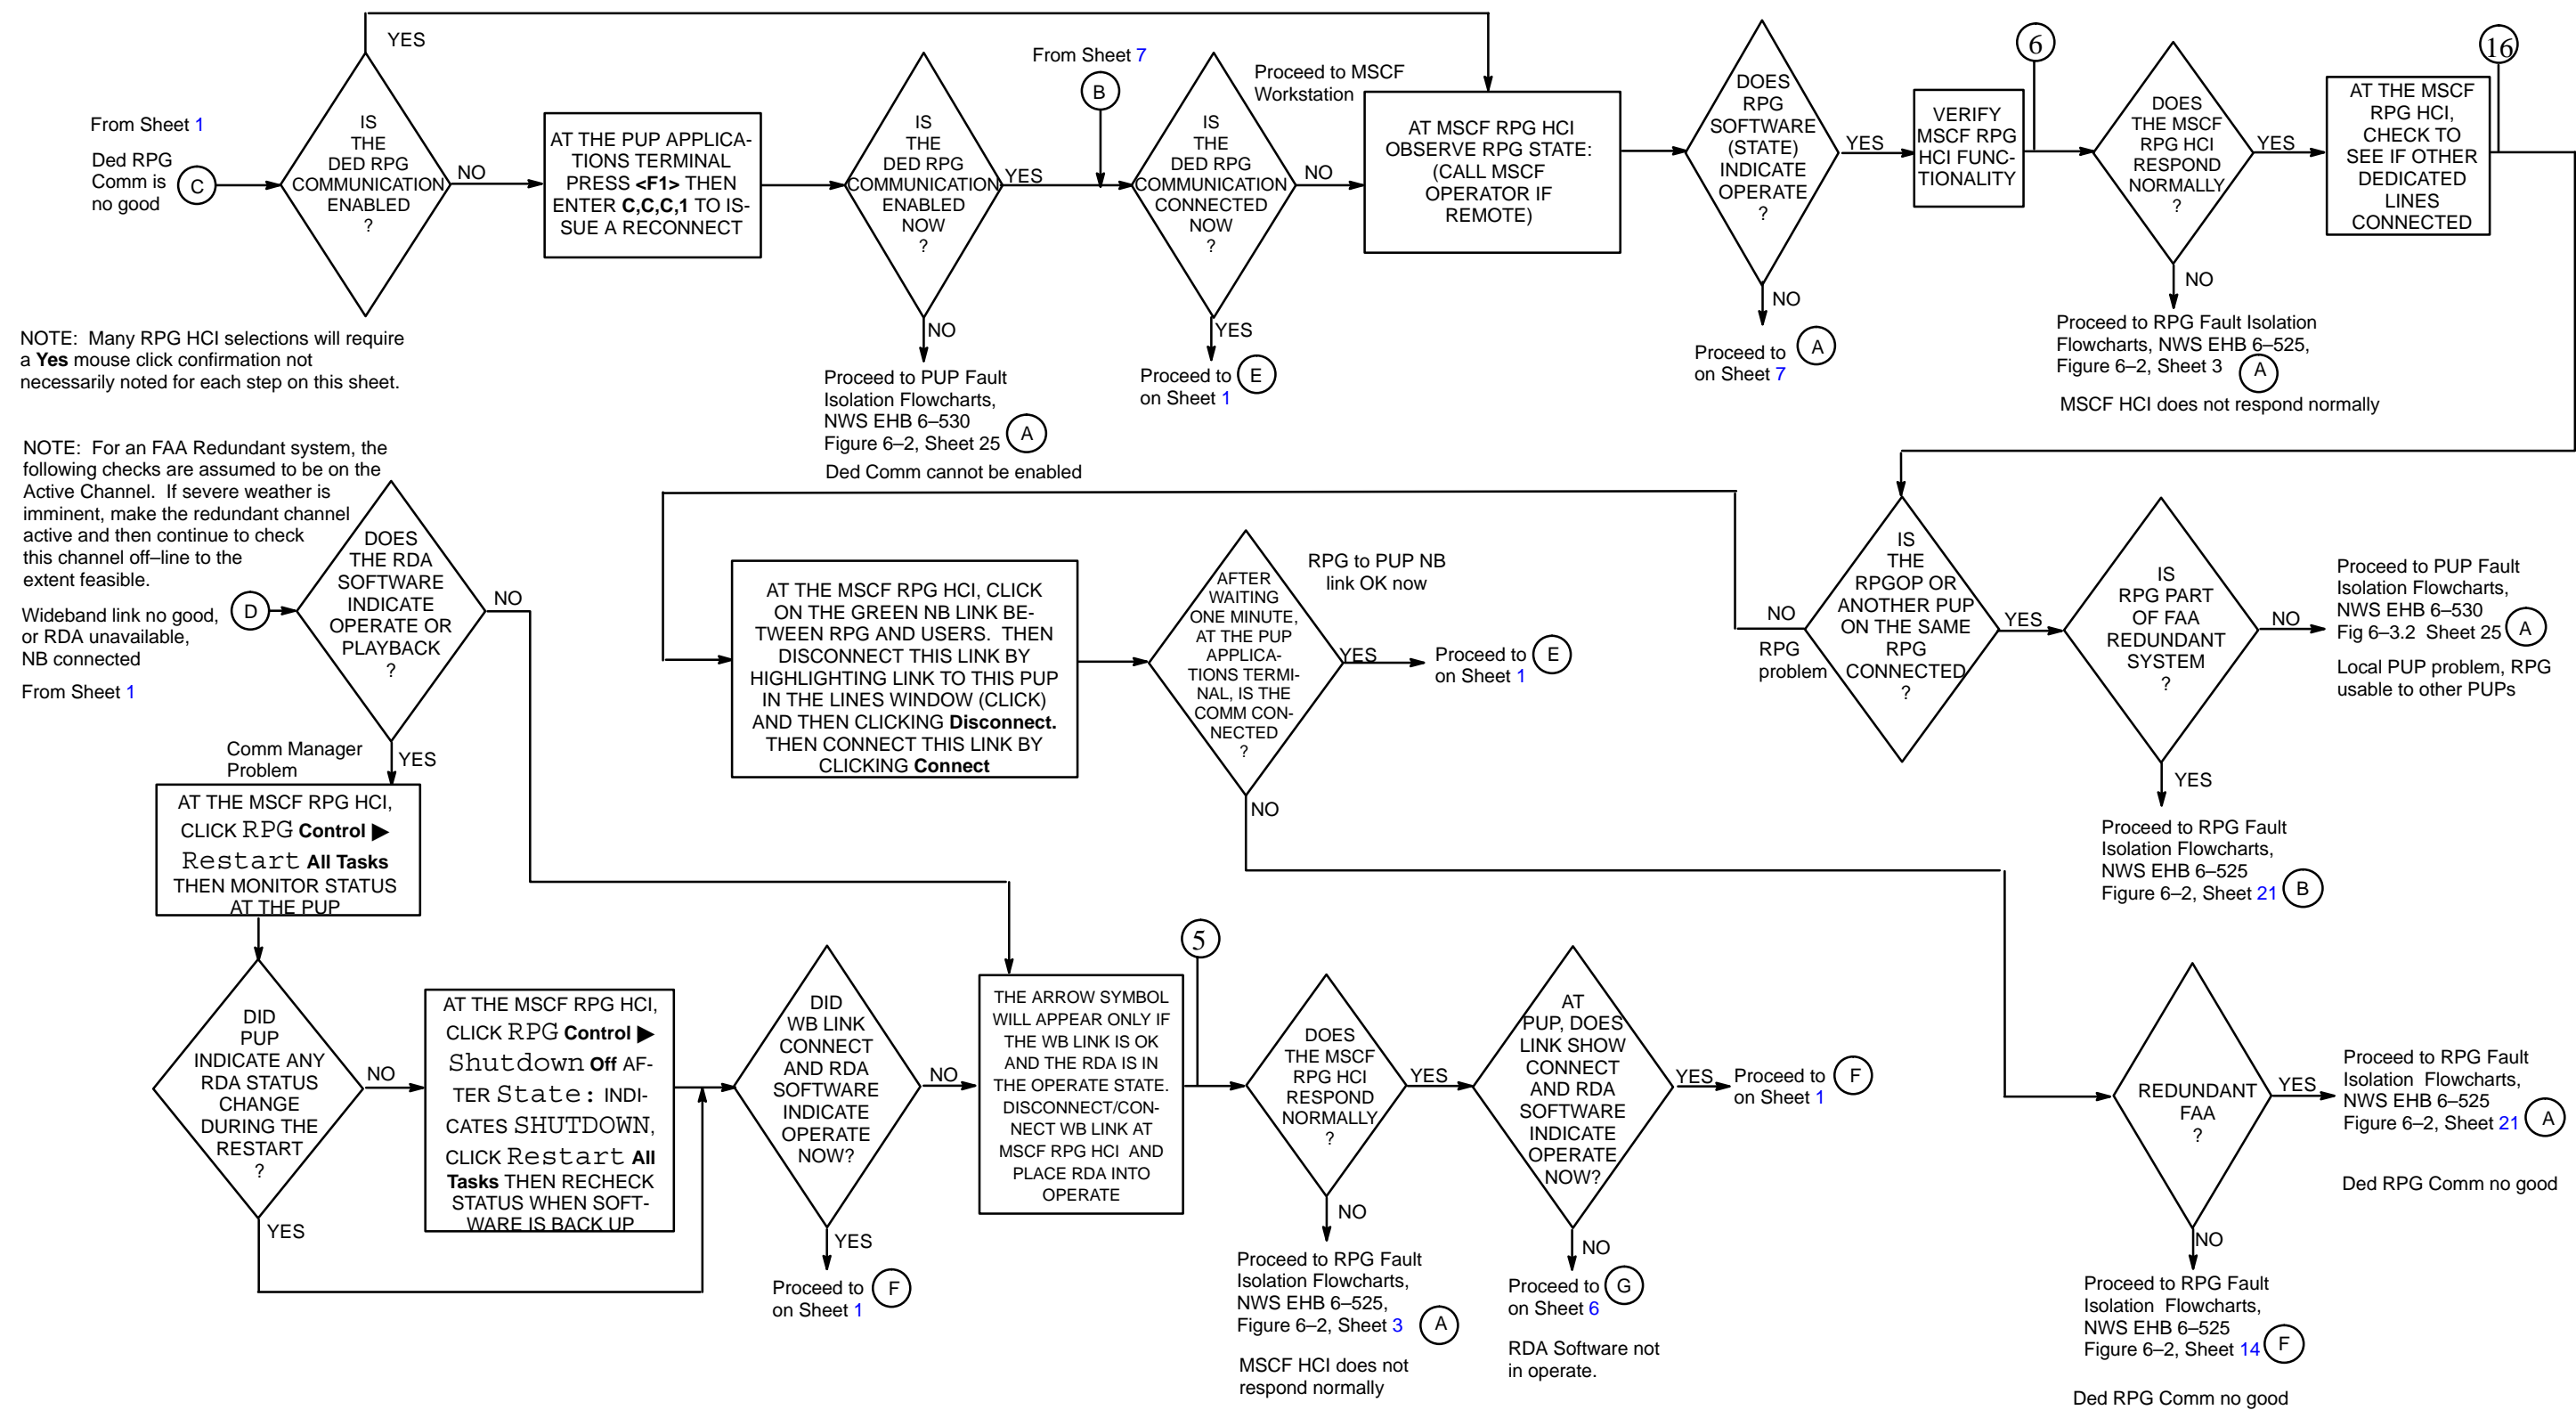 YES
From Sheet 1
Ded RPG
Comm is
no good
C
IS
THE
DED RPG
COMMUNICATION
ENABLED
?
NO
AT THE PUP APPLICA-
TIONS TERMINAL
PRESS <F1> THEN
ENTER C,C,C,1 TO IS-
SUE A RECONNECT
IS
THE
DED RPG
COMMUNICATION
ENABLED
NOW
?
YES
NO
Proceed to PUP Fault
Isolation Flowcharts,
NWS EHB 6–530
Figure 6–2, Sheet 25
A
Ded Comm cannot be enabled
From Sheet 7
B
IS
THE
DED RPG
COMMUNICATION
CONNECTED
NOW
?
NO
YES
Proceed to
on Sheet 1
E
Proceed to MSCF
Workstation
AT MSCF RPG HCI
OBSERVE RPG STATE:
(CALL MSCF
OPERATOR IF
REMOTE)
DOES
RPG
SOFTWARE
(STATE)
INDICATE
OPERATE
?
YES
NO
Proceed to
on Sheet 7
A
VERIFY
MSCF RPG
HCI FUNC-
TIONALITY
6
DOES
THE MSCF
RPG HCI
RESPOND
NORMALLY
?
YES
NO
Proceed to RPG Fault Isolation
Flowcharts, NWS EHB 6–525,
Figure 6–2, Sheet 3
A
MSCF HCI does not respond normally
AT THE MSCF
RPG HCI,
CHECK TO
SEE IF OTHER
DEDICATED
LINES
CONNECTED
16
NOTE: Many RPG HCI selections will require
a Yes mouse click confirmation not
necessarily noted for each step on this sheet.
NOTE: For an FAA Redundant system, the
following checks are assumed to be on the
Active Channel. If severe weather is
imminent, make the redundant channel
active and then continue to check
this channel off–line to the
extent feasible.
Wideband link no good,
or RDA unavailable,
NB connected
From Sheet 1
D
DOES
THE RDA
SOFTWARE
INDICATE
OPERATE OR
PLAYBACK
?
NO
YES
Comm Manager
Problem
AT THE MSCF RPG HCI, CLICK
ON THE GREEN NB LINK BE-
TWEEN RPG AND USERS. THEN
DISCONNECT THIS LINK BY
HIGHLIGHTING LINK TO THIS PUP
IN THE LINES WINDOW (CLICK)
AND THEN CLICKING Disconnect.
THEN CONNECT THIS LINK BY
CLICKING Connect
AFTER
WAITING
ONE MINUTE,
AT THE PUP
APPLICA-
TIONS TERMI-
NAL, IS THE
COMM CON-
NECTED
?
RPG to PUP NB
link OK now
YES
Proceed to
on Sheet 1
E
NO
IS
THE
RPGOP OR
ANOTHER PUP
ON THE SAME
RPG
CONNECTED
?
NO
RPG
problem
YES
IS
RPG PART
OF FAA
REDUNDANT
SYSTEM
?
NO
Proceed to PUP Fault
Isolation Flowcharts,
NWS EHB 6–530
Fig 6–3.2 Sheet 25
A
Local PUP problem, RPG
usable to other PUPs
YES
Proceed to RPG Fault
Isolation Flowcharts,
NWS EHB 6–525
Figure 6–2, Sheet 21
B
AT THE MSCF RPG HCI,
CLICK RPG Control ▶
Restart All Tasks
THEN MONITOR STATUS
AT THE PUP
DID
PUP
INDICATE ANY
RDA STATUS
CHANGE
DURING THE
RESTART
?
NO
YES
AT THE MSCF RPG HCI,
CLICK RPG Control ▶
Shutdown Off AF-
TER State: INDI-
CATES SHUTDOWN,
CLICK Restart All
Tasks THEN RECHECK
STATUS WHEN SOFT-
WARE IS BACK UP
DID
WB LINK
CONNECT
AND RDA
SOFTWARE
INDICATE
OPERATE
NOW?
NO
YES
Proceed to
on Sheet 1
F
THE ARROW SYMBOL
WILL APPEAR ONLY IF
THE WB LINK IS OK
AND THE RDA IS IN
THE OPERATE STATE.
DISCONNECT/CON-
NECT WB LINK AT
MSCF RPG HCI AND
PLACE RDA INTO
OPERATE
5
DOES
THE MSCF
RPG HCI
RESPOND
NORMALLY
?
YES
NO
Proceed to RPG Fault
Isolation Flowcharts,
NWS EHB 6–525,
Figure 6–2, Sheet 3
A
MSCF HCI does not
respond normally
AT
PUP, DOES
LINK SHOW
CONNECT
AND RDA
SOFTWARE
INDICATE
OPERATE
NOW?
YES
Proceed to
on Sheet 1
F
NO
Proceed to
on Sheet 6
G
RDA Software not
in operate.
REDUNDANT
FAA
?
YES
Proceed to RPG Fault
Isolation Flowcharts,
NWS EHB 6–525
Figure 6–2, Sheet 21
A
Ded RPG Comm no good
NO
Proceed to RPG Fault
Isolation Flowcharts,
NWS EHB 6–525
Figure 6–2, Sheet 14
F
Ded RPG Comm no good